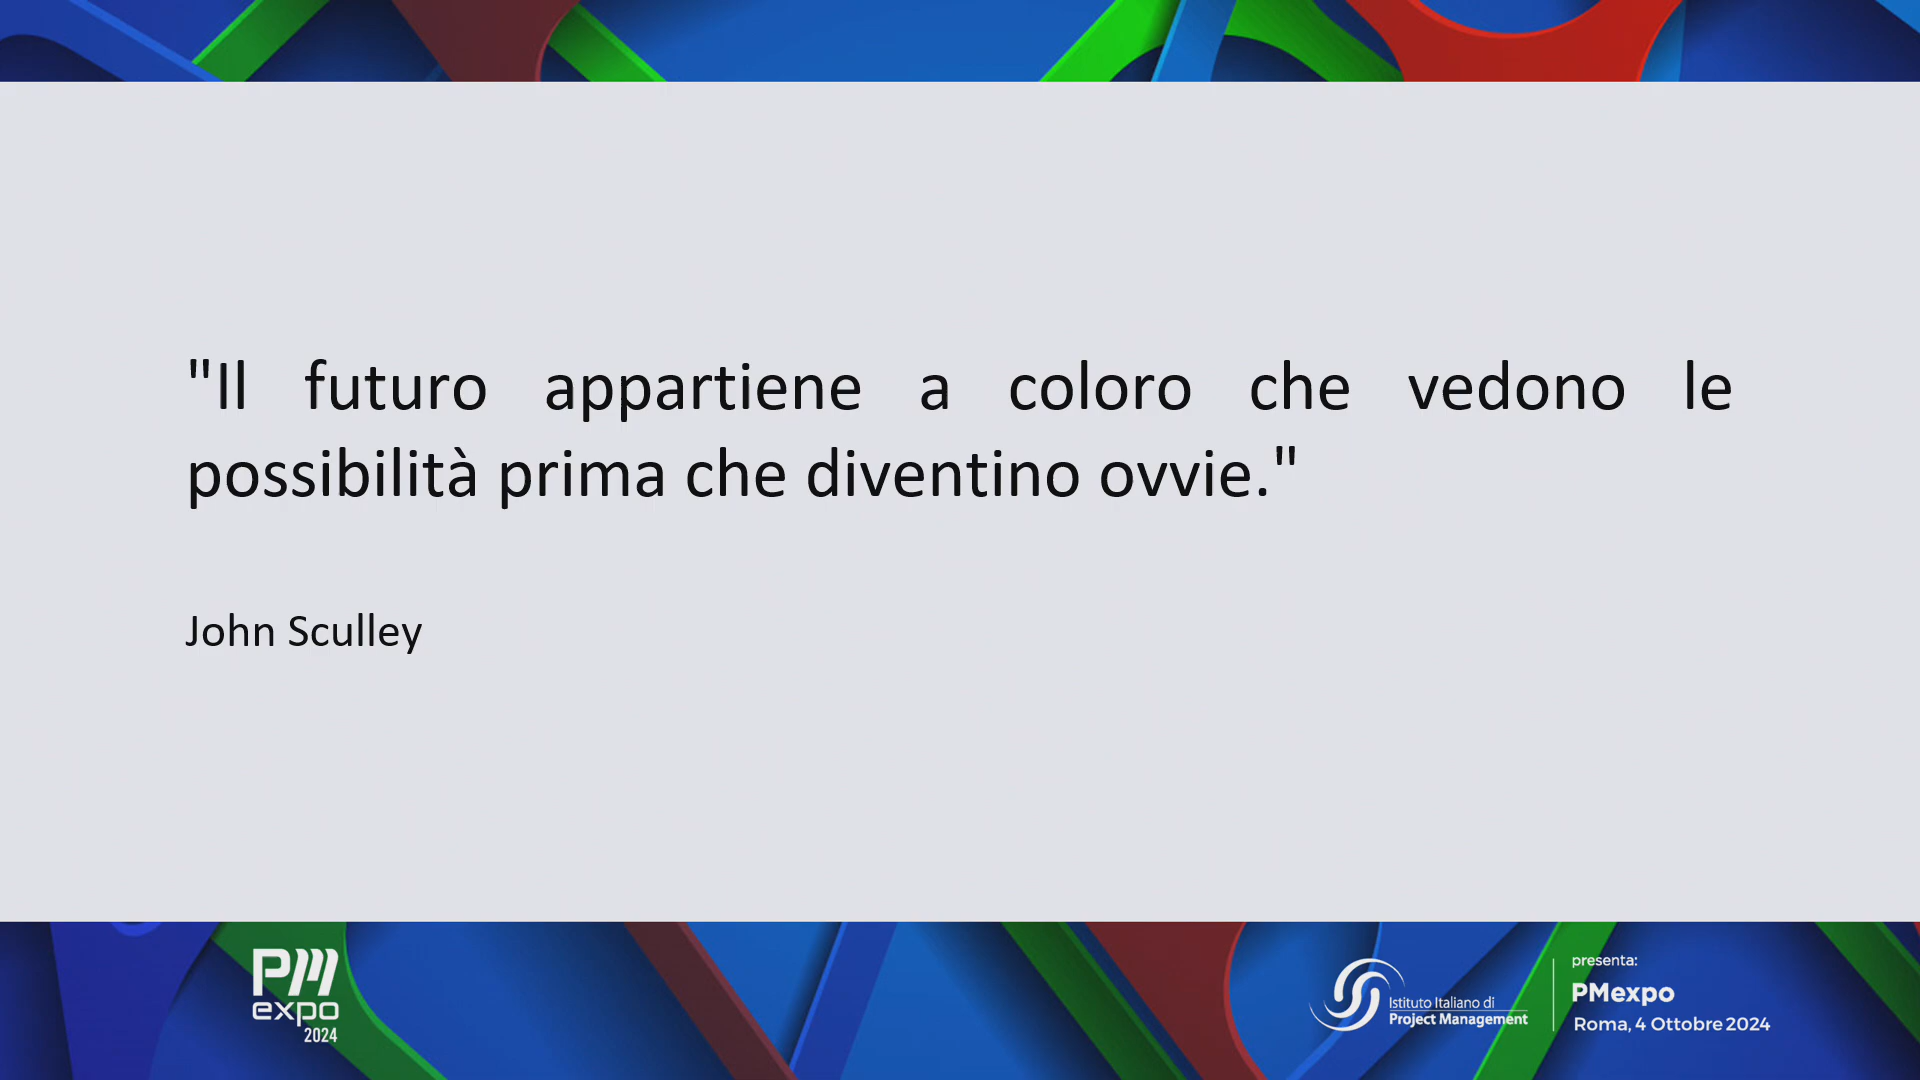 "Il futuro appartiene a coloro che vedono le
possibilità prima che diventino ovvie."
John Sculley
PM
expo
2024
Istituto Italiano di
Project Management
presenta:
PMexpo
Roma, 4 Ottobre 2024